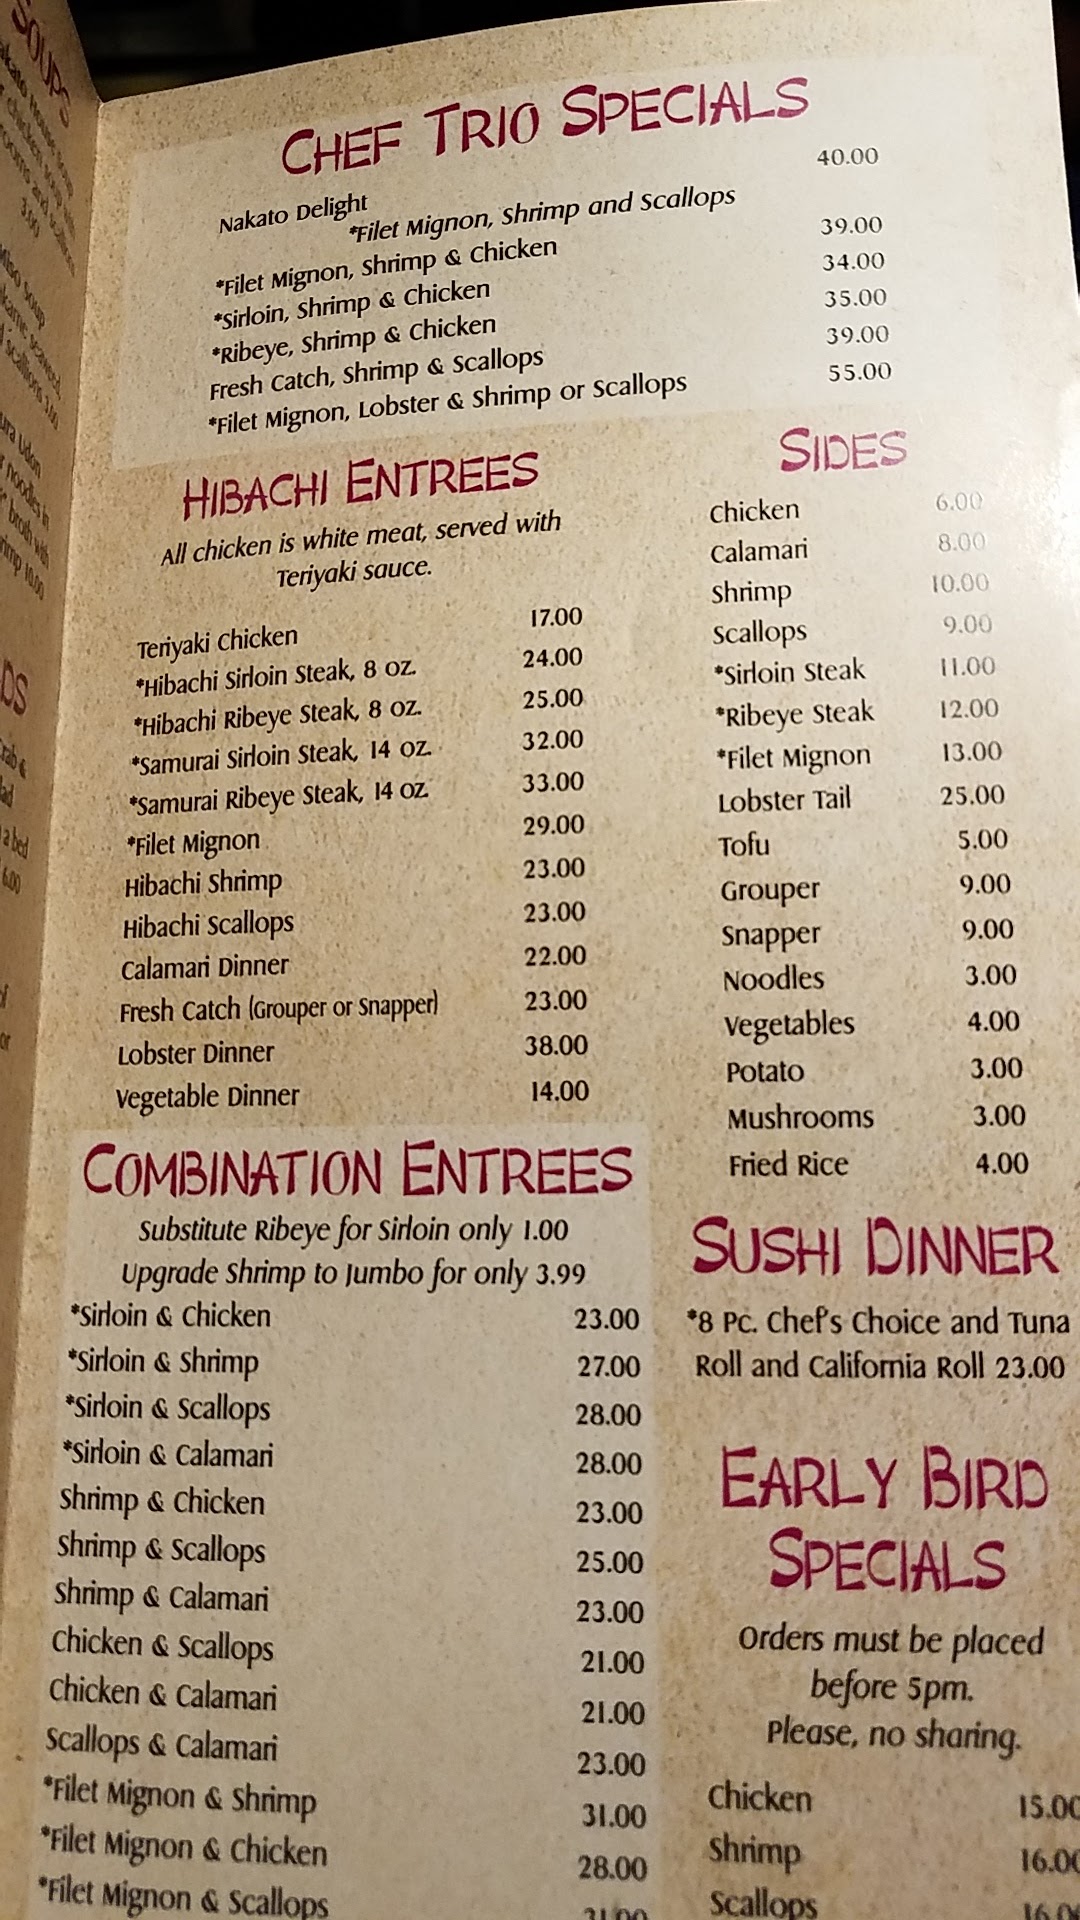 SOUPS
3.00
CHEF TRIO SPECIALS
Nakato Delight 40.00
*Filet Mignon, Shrimp and Scallops
*Filet Mignon, Shrimp & Chicken 39.00
*Sirloin, Shrimp & Chicken 34.00
*Ribeye, Shrimp & Chicken 35.00
Fresh Catch, Shrimp & Scallops 39.00
*Filet Mignon, Lobster & Shrimp or Scallops 55.00
HIBACHI ENTREES
All chicken is white meat, served with
Teriyaki sauce.
Teriyaki Chicken 17.00
*Hibachi Sirloin Steak, 8 oz. 24.00
*Hibachi Ribeye Steak, 8 oz. 25.00
*Samurai Sirloin Steak, 14 oz. 32.00
*Samurai Ribeye Steak, 14 oz. 33.00
*Filet Mignon 29.00
Hibachi Shrimp 23.00
Hibachi Scallops 23.00
Calamari Dinner 22.00
Fresh Catch (Grouper or Snapper) 23.00
Lobster Dinner 38.00
Vegetable Dinner 14.00
COMBINATION ENTREES
Substitute Ribeye for Sirloin only 1.00
Upgrade Shrimp to Jumbo for only 3.99
*Sirloin & Chicken 23.00
*Sirloin & Shrimp 27.00
*Sirloin & Scallops 28.00
*Sirloin & Calamari 28.00
Shrimp & Chicken 23.00
Shrimp & Scallops 25.00
Shrimp & Calamari 23.00
Chicken & Scallops 21.00
Chicken & Calamari 21.00
Scallops & Calamari 23.00
*Filet Mignon & Shrimp 31.00
*Filet Mignon & Chicken 28.00
*Filet Mignon & Scallops 31.00
SIDES
Chicken 6.00
Calamari 8.00
Shrimp 10.00
Scallops 9.00
*Sirloin Steak 11.00
*Ribeye Steak 12.00
*Filet Mignon 13.00
Lobster Tail 25.00
Tofu 5.00
Grouper 9.00
Snapper 9.00
Noodles 3.00
Vegetables 4.00
Potato 3.00
Mushrooms 3.00
Fried Rice 4.00
SUSHI DINNER
*8 Pc. Chef's Choice and Tuna
Roll and California Roll 23.00
EARLY BIRD
SPECIALS
Orders must be placed
before 5pm.
Please, no sharing.
Chicken 15.00
Shrimp 16.00
Scallops 16.00